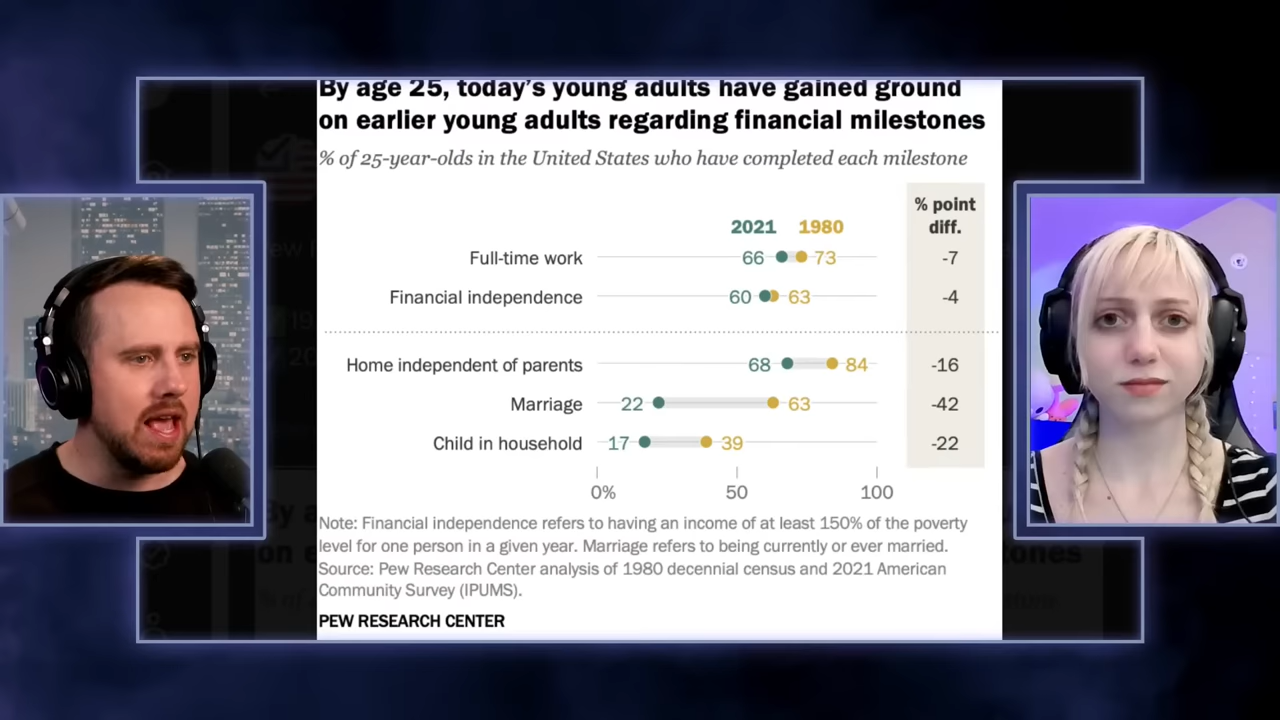 By age 25, today's young adults have gained ground
on earlier young adults regarding financial milestones
% of 25-year-olds in the United States who have completed each milestone
% point
diff.
2021 1980
Full-time work 66 73 -7
Financial independence 60 63 -4
Home independent of parents 68 84 -16
Marriage 22 63 -42
Child in household 17 39 -22
0% 50 100
Note: Financial independence refers to having an income of at least 150% of the poverty
level for one person in a given year. Marriage refers to being currently or ever married.
Source: Pew Research Center analysis of 1980 decennial census and 2021 American
Community Survey (IPUMS).
PEW RESEARCH CENTER